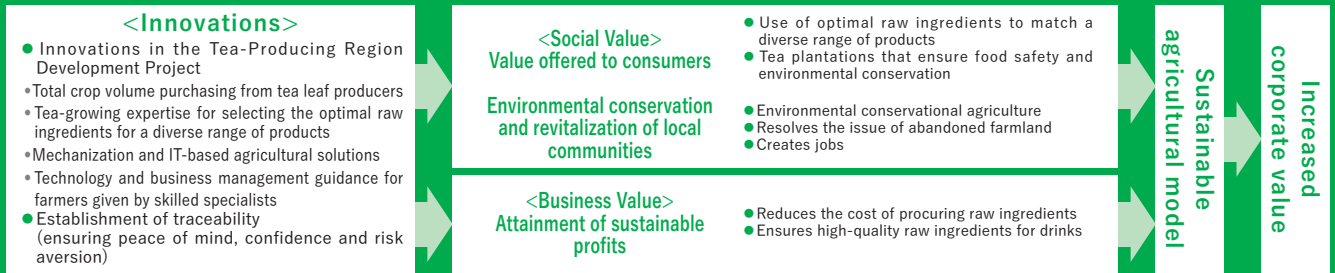 <Innovations>
● Innovations in the Tea-Producing Region
Development Project
•Total crop volume purchasing from tea leaf producers
•Tea-growing expertise for selecting the optimal raw
ingredients for a diverse range of products
•Mechanization and IT-based agricultural solutions
•Technology and business management guidance for
farmers given by skilled specialists
●Establishment of traceability
(ensuring peace of mind, confidence and risk
aversion)
<Social Value>
Value offered to consumers
● Use of optimal raw ingredients to match a
diverse range of products
● Tea plantations that ensure food safety and
environmental conservation
Environmental conservation
and revitalization of local
communities
●Environmental conservational agriculture
●Resolves the issue of abandoned farmland
●Creates jobs
<Business Value>
Attainment of sustainable
profits
●Reduces the cost of procuring raw ingredients
●Ensures high-quality raw ingredients for drinks
Sustainable
agricultural model
Increased
corporate value